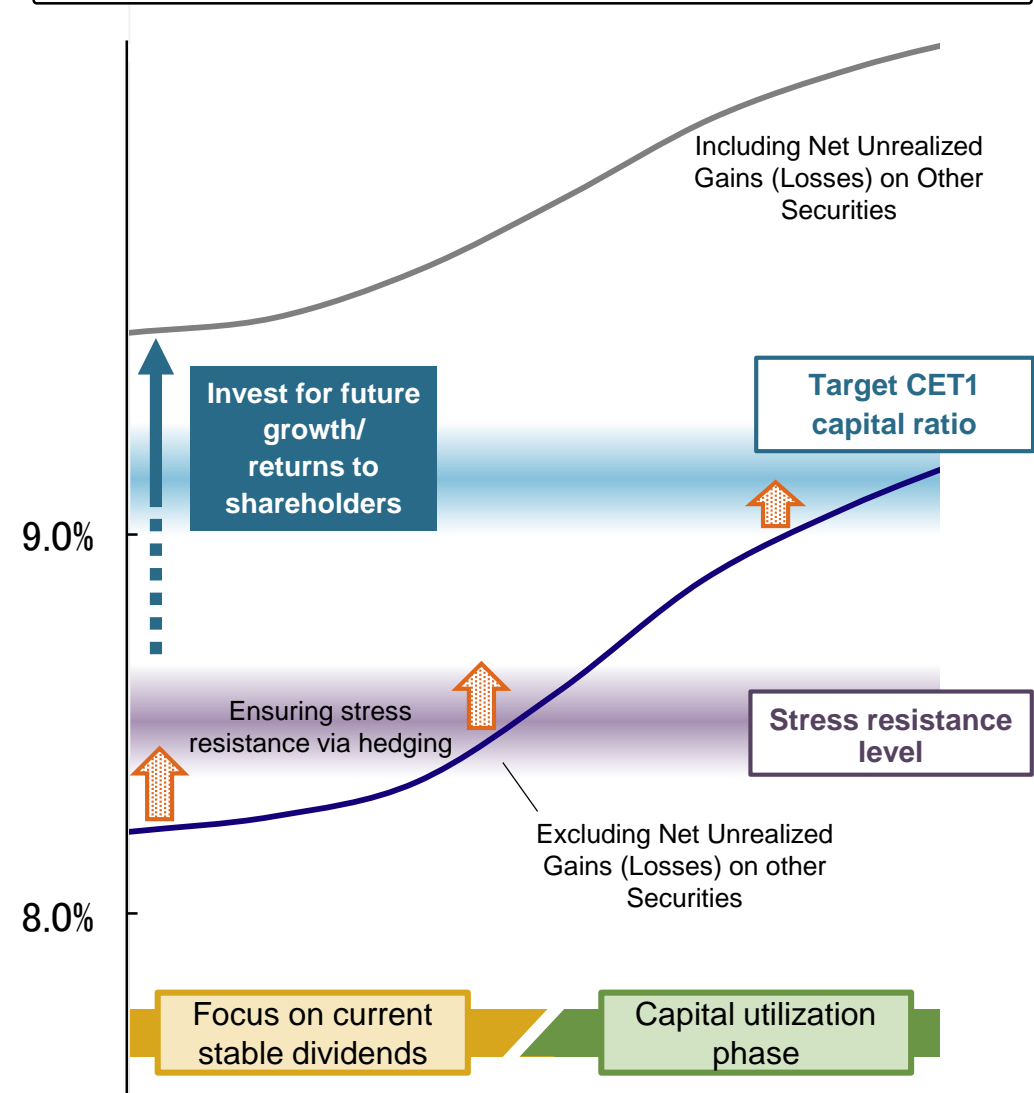 Including Net Unrealized
Gains (Losses) on Other
Securities
Target CET1
capital ratio
Invest for future
growth/
returns to
shareholders
9.0%
Ensuring stress
resistance via hedging
Stress resistance
level
Excluding Net Unrealized
Gains (Losses) on other
Securities
8.0%
Focus on current
stable dividends
Capital utilization
phase